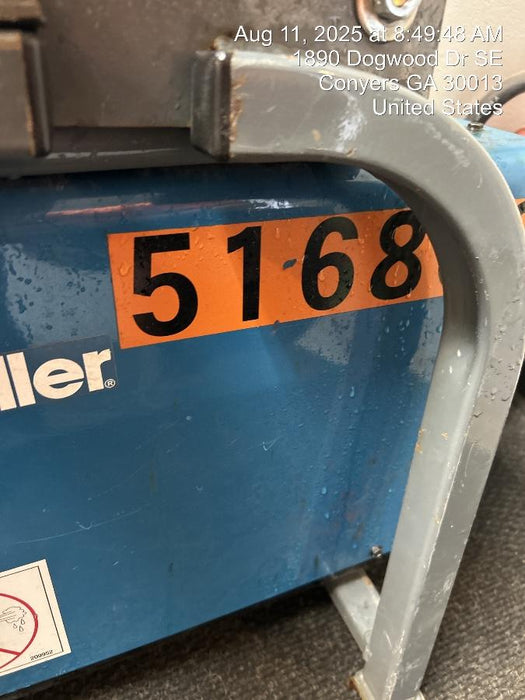 Aug 11, 2025 at 8:49:48 AM
1890 Dogwood Dr SE
Conyers GA 30013
United States
5168
ller®
209952